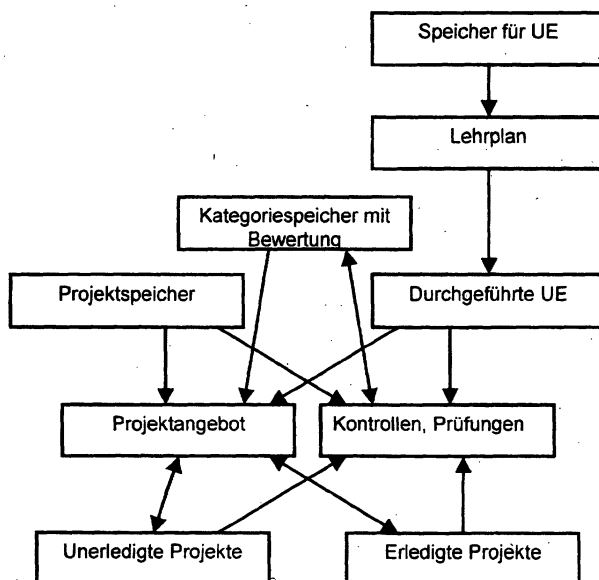 Speicher für UE
Lehrplan
Kategoriespeicher mit
Bewertung
Projektspeicher
Durchgeführte UE
Projektangebot
Kontrollen, Prüfungen
Unerledigte Projekte
Erledigte Projekte